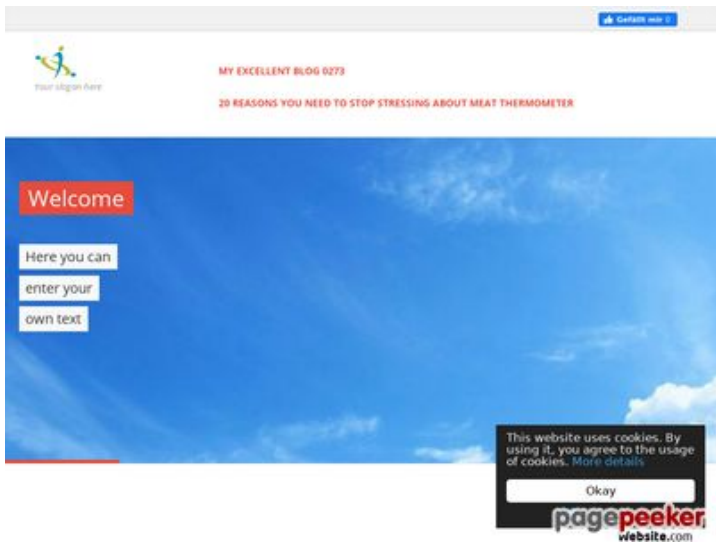 Gefällt mir 0
Your slogan here
MY EXCELLENT BLOG 0273
20 REASONS YOU NEED TO STOP STRESSING ABOUT MEAT THERMOMETER
Welcome
Here you can
enter your
own text
This website uses cookies. By
using it, you agree to the usage
of cookies. More details
Okay
pagepeeker
website.com